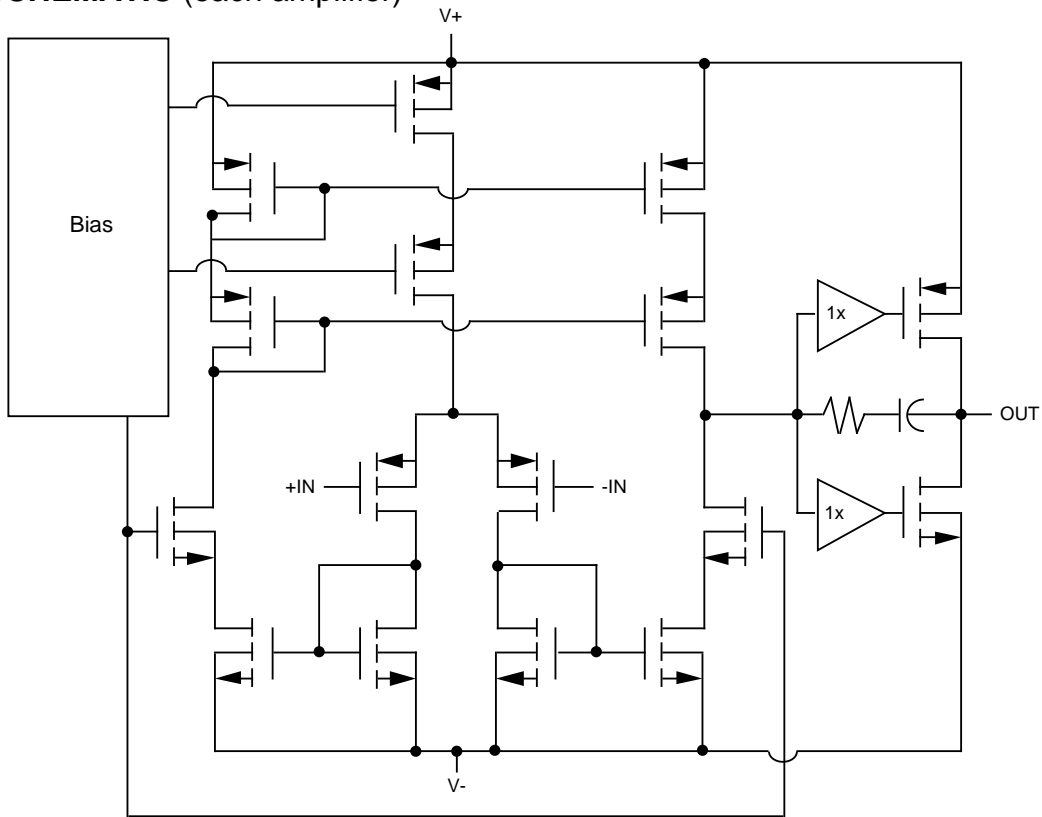 (each amplifier)
V+
Bias
1x
OUT
+IN
-IN
1x
V-